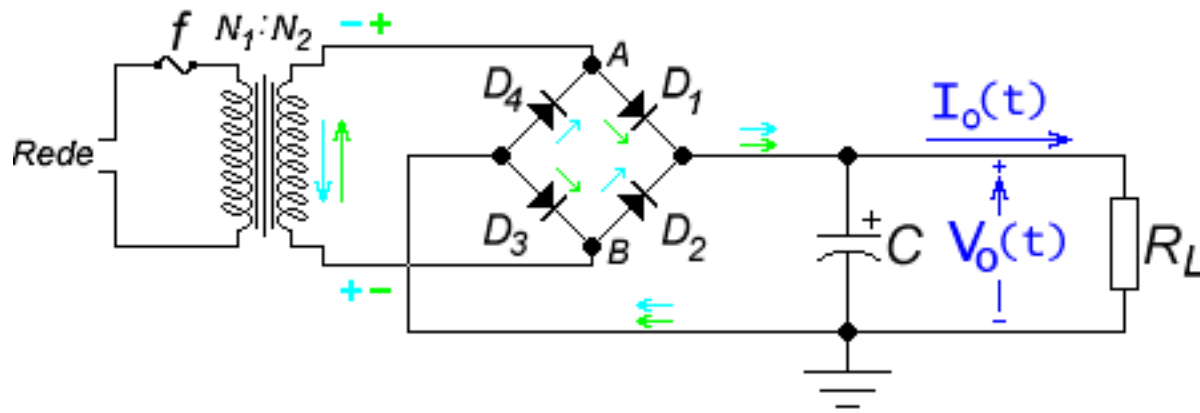 f
N1:N2
− +
A
D4
D1
Io(t)
Rede
+
+
C
Vo(t)
RL
D3
D2
B
+ −
−